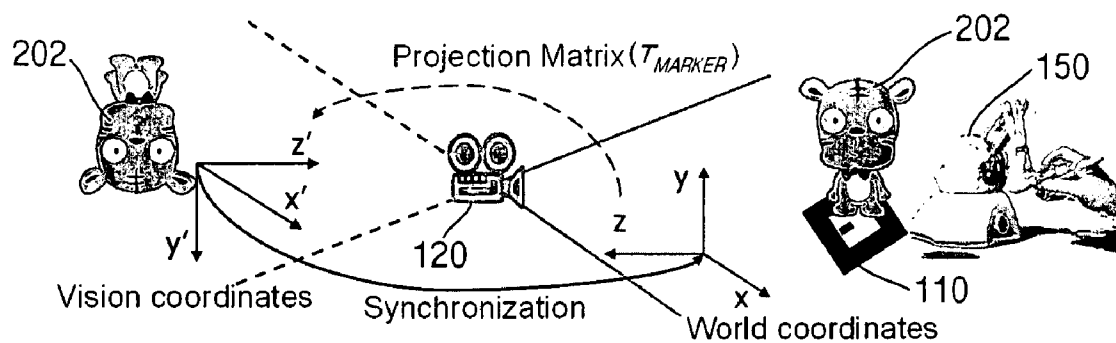 202
Projection Matrix(T_MARKER)
202
150
z'
x'
y'
120
y
z
x
110
Vision coordinates
Synchronization
World coordinates